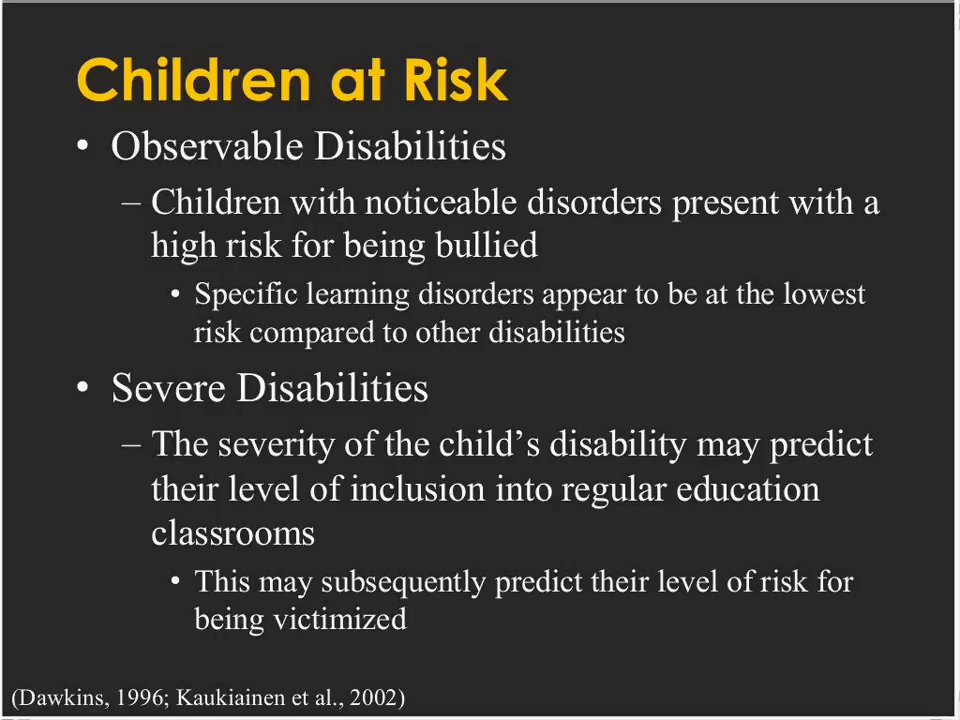 Children at Risk
• Observable Disabilities
– Children with noticeable disorders present with a
high risk for being bullied
• Specific learning disorders appear to be at the lowest
risk compared to other disabilities
• Severe Disabilities
– The severity of the child’s disability may predict
their level of inclusion into regular education
classrooms
• This may subsequently predict their level of risk for
being victimized
(Dawkins, 1996; Kaukiainen et al., 2002)